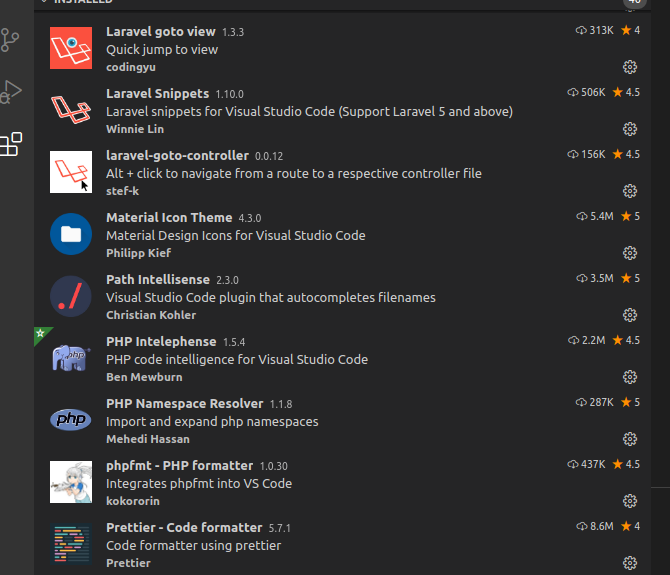 INSTALLED 46
Laravel goto view 1.3.3 313K 4
Quick jump to view
codingyu
Laravel Snippets 1.10.0 506K 4.5
Laravel snippets for Visual Studio Code (Support Laravel 5 and above)
Winnie Lin
laravel-goto-controller 0.0.12 156K 4.5
Alt + click to navigate from a route to a respective controller file
stef-k
Material Icon Theme 4.3.0 5.4M 5
Material Design Icons for Visual Studio Code
Philipp Kief
Path Intellisense 2.3.0 3.5M 5
Visual Studio Code plugin that autocompletes filenames
Christian Kohler
PHP Intelephense 1.5.4 2.2M 4.5
php
PHP code intelligence for Visual Studio Code
Ben Mewburn
PHP Namespace Resolver 1.1.8 287K 5
php
Import and expand php namespaces
Mehedi Hassan
phpfmt - PHP formatter 1.0.30 437K 4.5
Integrates phpfmt into VS Code
kokororin
Prettier - Code formatter 5.7.1 8.6M 4
Code formatter using prettier
Prettier